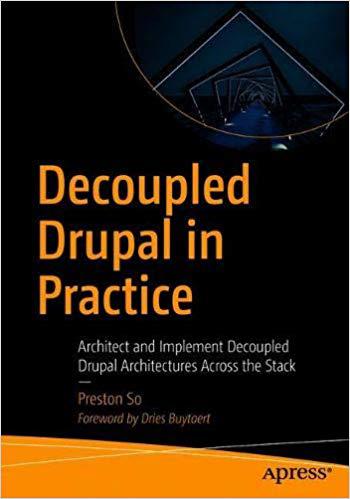 Decoupled
Drupal in
Practice
Architect and Implement Decoupled
Drupal Architectures Across the Stack
—
Preston So
Foreword by Dries Buytaert
Apress®